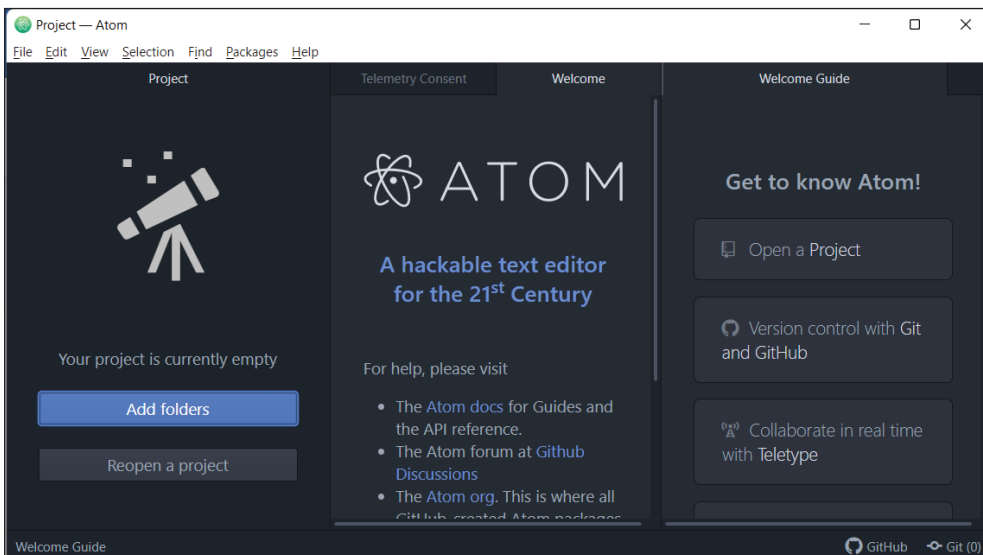 Project — Atom
File Edit View Selection Find Packages Help
Project
Telemetry Consent
Welcome
Welcome Guide
Your project is currently empty
Add folders
Reopen a project
ATOM
A hackable text editor
for the 21st Century
For help, please visit
• The Atom docs for Guides and
the API reference.
• The Atom forum at Github
Discussions
• The Atom org. This is where all
GitHub-created Atom packages
Get to know Atom!
Open a Project
Version control with Git
and GitHub
Collaborate in real time
with Teletype
Welcome Guide
GitHub
Git (0)